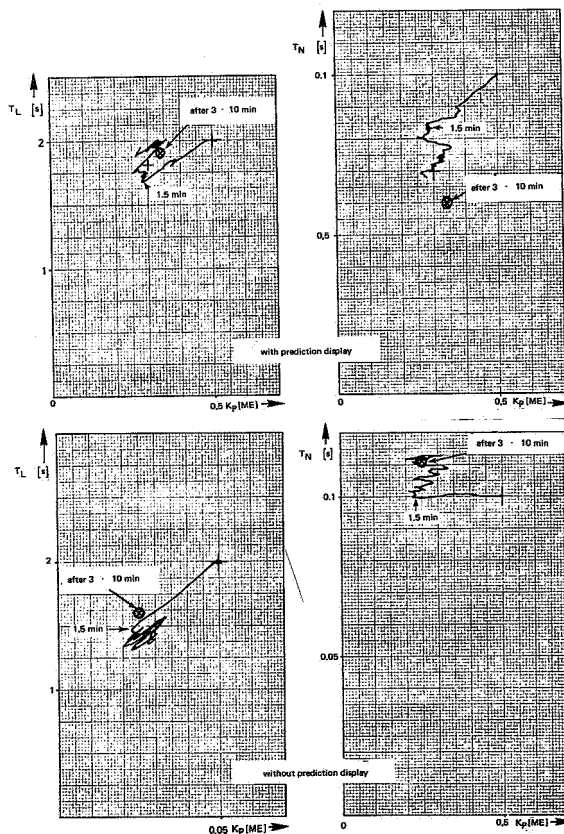 T_N [s]
0.1
1.5 min
after 3 - 10 min
0,5
0
0,5 K_P [ME]
T_L [s]
after 3 - 10 min
2
1.5 min
1
0
0,5 K_P [ME]
with prediction display
T_L [s]
2
after 3 - 10 min
1,5 min
1
0.05 K_P [ME]
T_N [s]
after 3 - 10 min
0.1
1.5 min
0.05
0
0,5 K_P [ME]
without prediction display